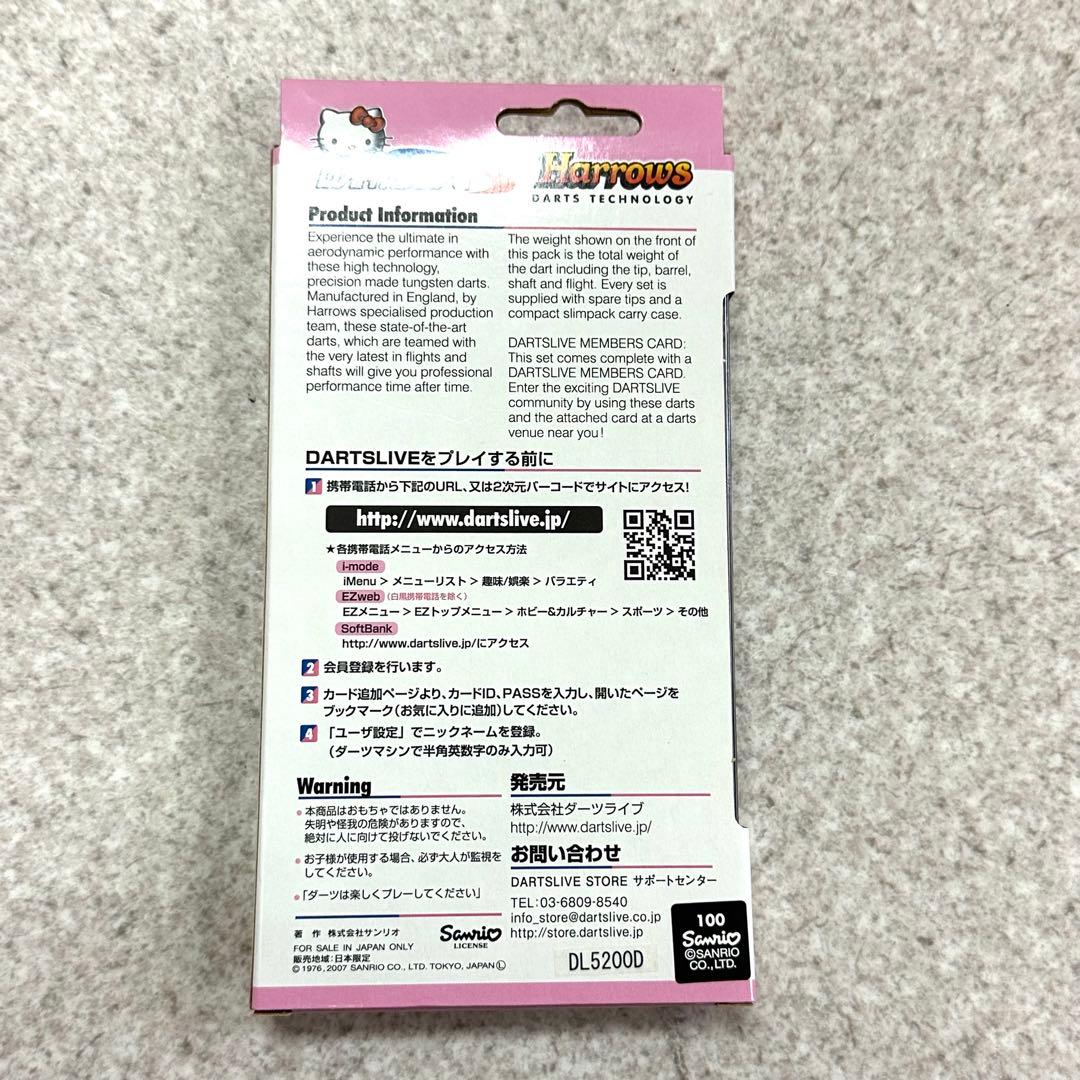 Harrows
DARTS TECHNOLOGY
Product Information
Experience the ultimate in
aerodynamic performance with
these high technology,
precision made tungsten darts.
Manufactured in England, by
Harrows specialised production
team, these state-of-the-art
darts, which are teamed with
the very latest in flights and
shafts will give you professional
performance time after time.
The weight shown on the front of
this pack is the total weight of
the dart including the tip, barrel,
shaft and flight. Every set is
supplied with spare tips and a
compact slimpack carry case.
DARTSLIVE MEMBERS CARD:
This set comes complete with a
DARTSLIVE MEMBERS CARD.
Enter the exciting DARTSLIVE
community by using these darts
and the attached card at a darts
venue near you!
DARTSLIVEをプレイする前に
1 携帯電話から下記のURL、又は2次元バーコードでサイトにアクセス!
http://www.dartslive.jp/
★各携帯電話メニューからのアクセス方法
i-mode
iMenu > メニューリスト > 趣味/娯楽 > バラエティ
EZweb (白黒携帯電話を除く)
EZメニュー > EZトップメニュー > ホビー&カルチャー > スポーツ > その他
SoftBank
http://www.dartslive.jp/にアクセス
2 会員登録を行います。
3 カード追加ページより、カードID、PASSを入力し、開いたページを
ブックマーク(お気に入りに追加)してください。
4 「ユーザ設定」でニックネームを登録。
(ダーツマシンで半角英数字のみ入力可)
Warning
• 本商品はおもちゃではありません。
失明や怪我の危険がありますので、
絶対に人に向けて投げないでください。
• お子様が使用する場合、必ず大人が監視を
してください。
•「ダーツは楽しくプレーしてください」
発売元
株式会社ダーツライブ
http://www.dartslive.jp/
お問い合わせ
DARTSLIVE STORE サポートセンター
TEL:03-6809-8540
info_store@dartslive.co.jp
http://store.dartslive.jp
著 作 株式会社サンリオ
FOR SALE IN JAPAN ONLY
販売地域:日本限定
© 1976, 2007 SANRIO CO., LTD. TOKYO, JAPAN Ⓛ
Sanrio
LICENSE
DL5200D
100
Sanrio
©SANRIO
CO., LTD.